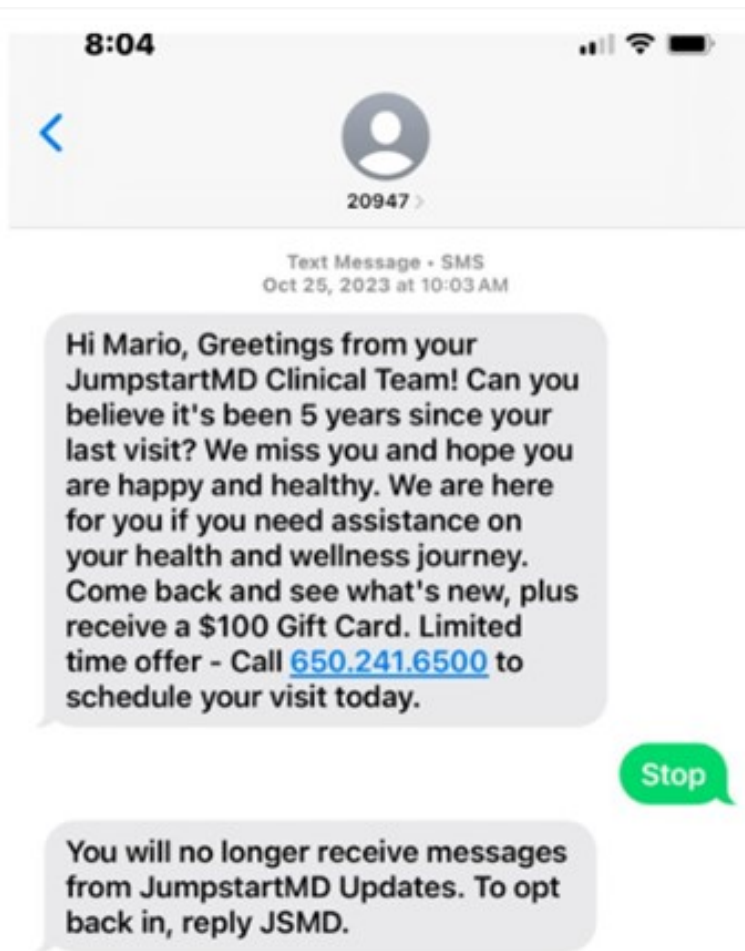 8:04
20947 >
Text Message • SMS
Oct 25, 2023 at 10:03 AM
Hi Mario, Greetings from your
JumpstartMD Clinical Team! Can you
believe it's been 5 years since your
last visit? We miss you and hope you
are happy and healthy. We are here
for you if you need assistance on
your health and wellness journey.
Come back and see what's new, plus
receive a $100 Gift Card. Limited
time offer - Call 650.241.6500 to
schedule your visit today.
Stop
You will no longer receive messages
from JumpstartMD Updates. To opt
back in, reply JSMD.